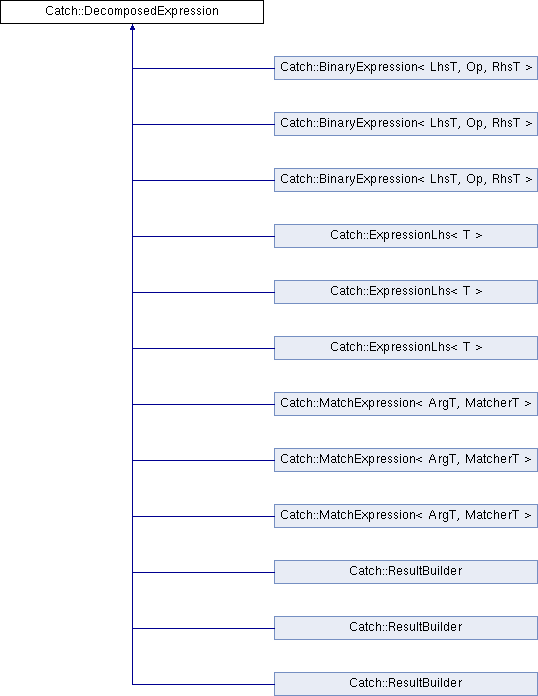 Catch::DecomposedExpression
Catch::BinaryExpression< LhsT, Op, RhsT >
Catch::BinaryExpression< LhsT, Op, RhsT >
Catch::BinaryExpression< LhsT, Op, RhsT >
Catch::ExpressionLhs< T >
Catch::ExpressionLhs< T >
Catch::ExpressionLhs< T >
Catch::MatchExpression< ArgT, MatcherT >
Catch::MatchExpression< ArgT, MatcherT >
Catch::MatchExpression< ArgT, MatcherT >
Catch::ResultBuilder
Catch::ResultBuilder
Catch::ResultBuilder